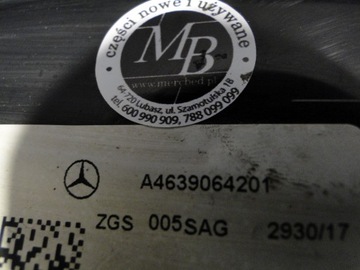 • części nowe i używane •
MB
www.mercbed.pl
64-720 Lubasz, ul. Szamotulska 18
tel. 600 990 909, 788 099 099
A4639064201
ZGS 005SAG 2930/17